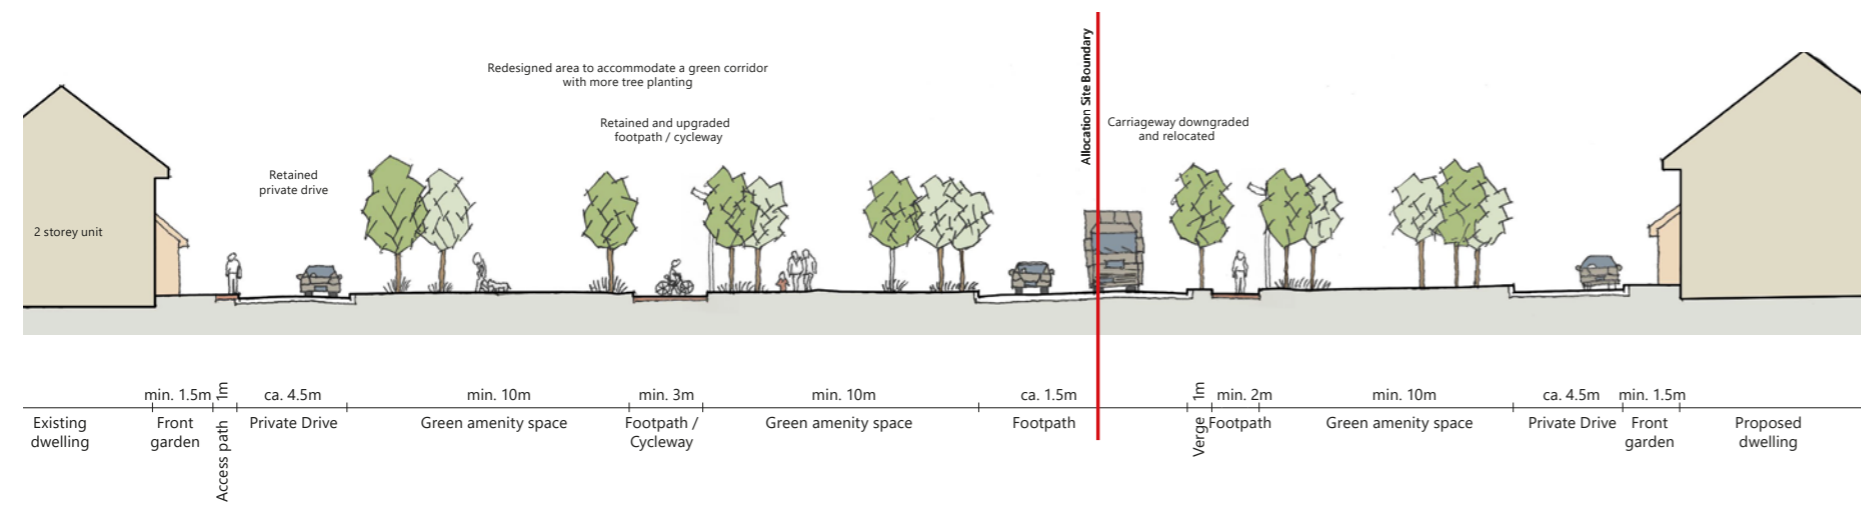 Redesigned area to accommodate a green corridor
with more tree planting
Retained and upgraded
footpath / cycleway
Allocation Site Boundary
Carriageway downgraded
and relocated
Retained
private drive
2 storey unit
min. 1.5m
1m
ca. 4.5m
min. 10m
min. 3m
min. 10m
ca. 1.5m
1m
min. 2m
min. 10m
ca. 4.5m
min. 1.5m
Existing
dwelling
Front
garden
Access path
Private Drive
Green amenity space
Footpath /
Cycleway
Green amenity space
Footpath
Verge
Footpath
Green amenity space
Private Drive
Front
garden
Proposed
dwelling